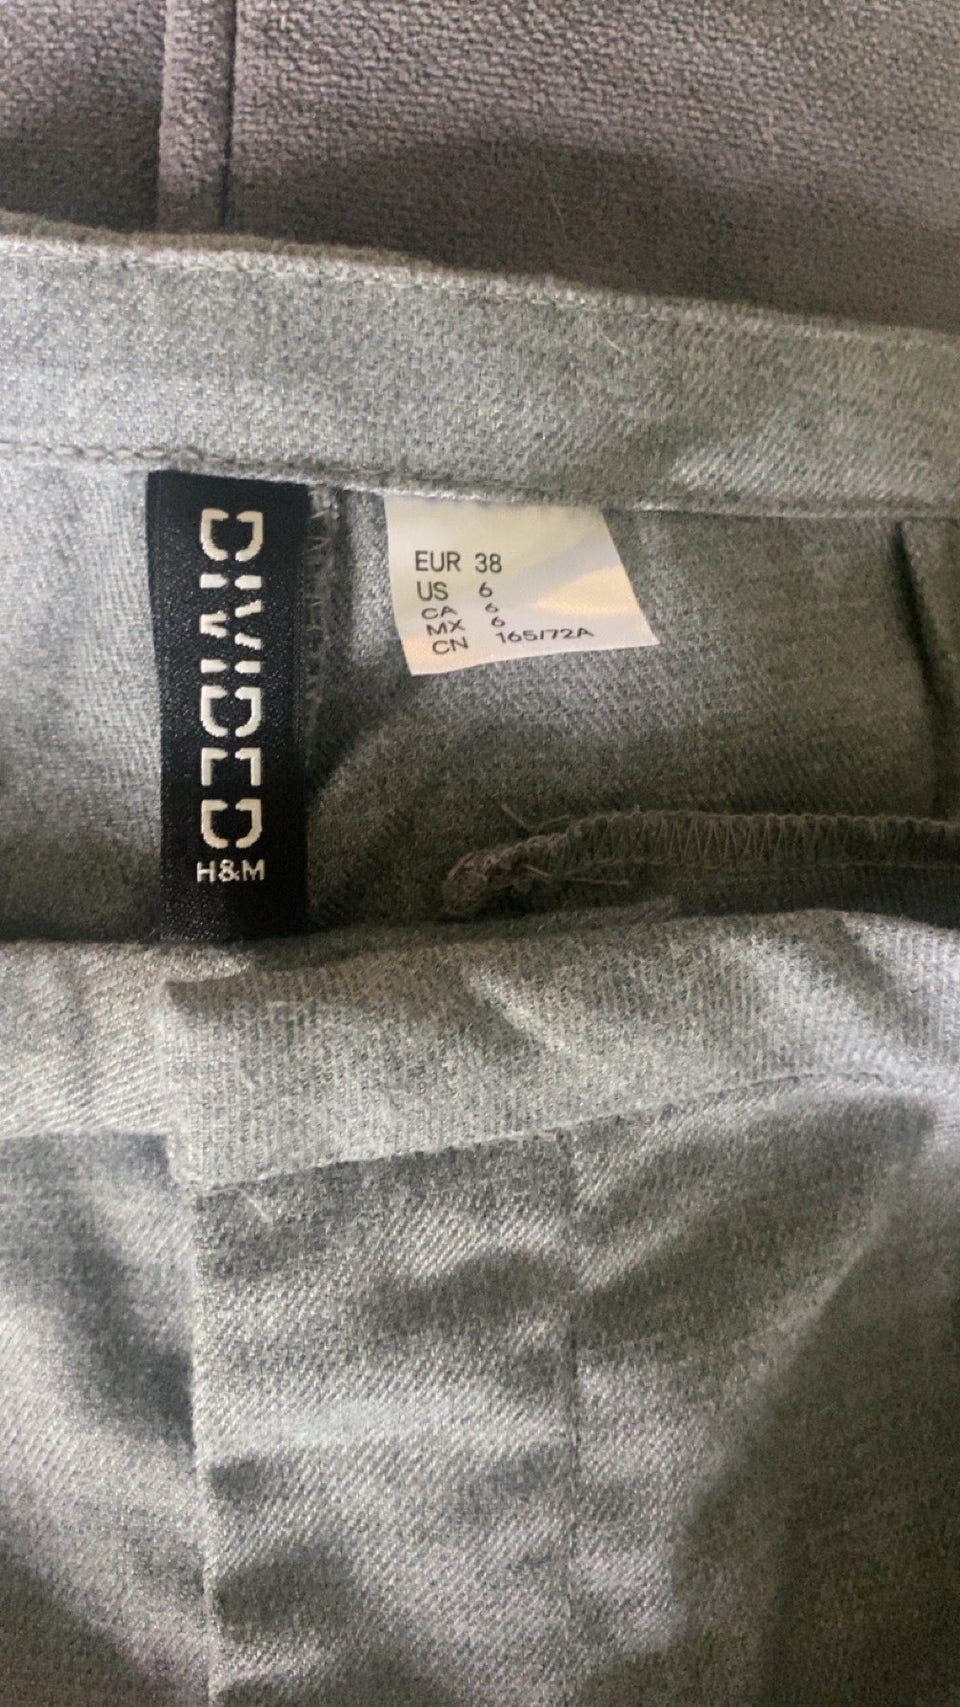 DIVIDED
H&M
EUR 38
US 6
CA 6
MX 6
CN 165/72A